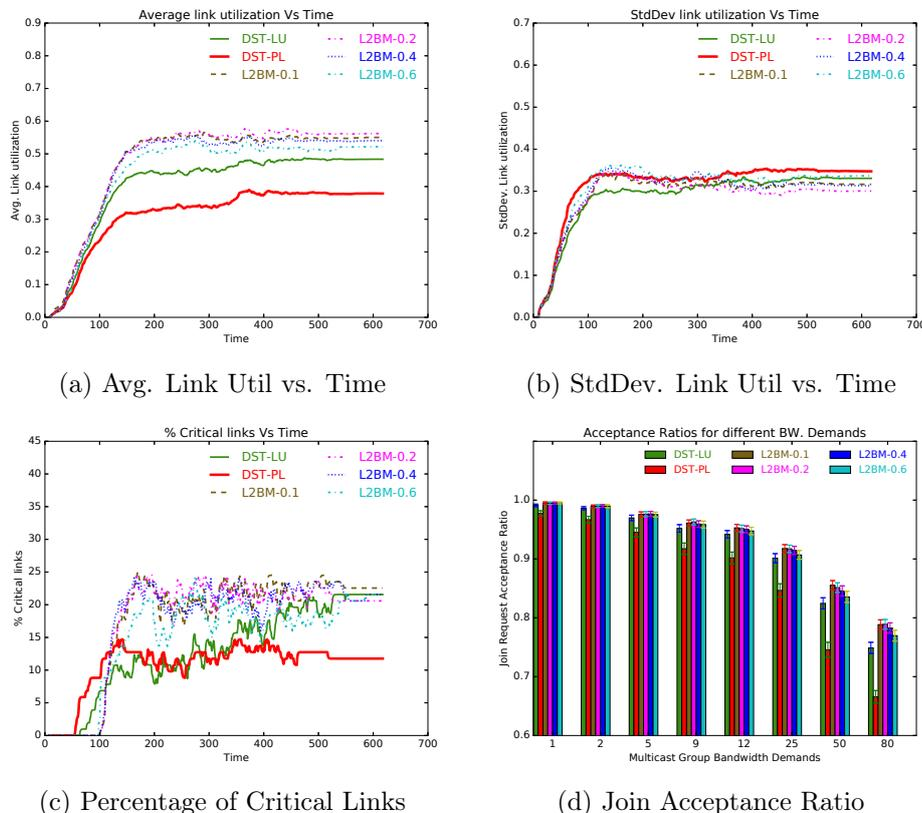 Average link utilization Vs Time
0.9
0.8
0.7
0.6
0.5
0.4
0.3
0.2
0.1
0.0
Avg. Link utilization
DST-LU
DST-PL
L2BM-0.1
L2BM-0.2
L2BM-0.4
L2BM-0.6
0 100 200 300 400 500 600 700
Time
(a) Avg. Link Util vs. Time
StdDev link utilization Vs Time
0.7
0.6
0.5
0.4
0.3
0.2
0.1
0.0
StdDev. Link utilization
DST-LU
DST-PL
L2BM-0.1
L2BM-0.2
L2BM-0.4
L2BM-0.6
0 100 200 300 400 500 600 700
Time
(b) StdDev. Link Util vs. Time
% Critical links Vs Time
45
40
35
30
25
20
15
10
5
0
% Critical links
DST-LU
DST-PL
L2BM-0.1
L2BM-0.2
L2BM-0.4
L2BM-0.6
0 100 200 300 400 500 600 700
Time
(c) Percentage of Critical Links
Acceptance Ratios for different BW. Demands
1.0
0.9
0.8
0.7
0.6
Join Request Acceptance Ratio
DST-LU
DST-PL
L2BM-0.1
L2BM-0.2
L2BM-0.4
L2BM-0.6
1 2 5 9 12 25 50 80
Multicast Group Bandwidth Demands
(d) Join Acceptance Ratio